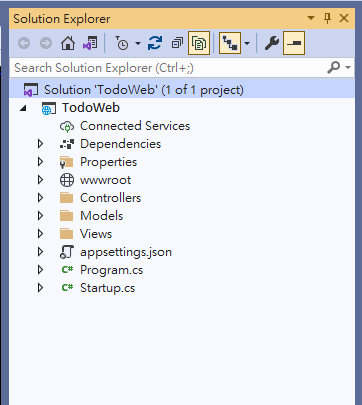 Solution Explorer
Search Solution Explorer (Ctrl+;)
Solution 'TodoWeb' (1 of 1 project)
TodoWeb
Connected Services
Dependencies
Properties
wwwroot
Controllers
Models
Views
appsettings.json
C# Program.cs
C# Startup.cs